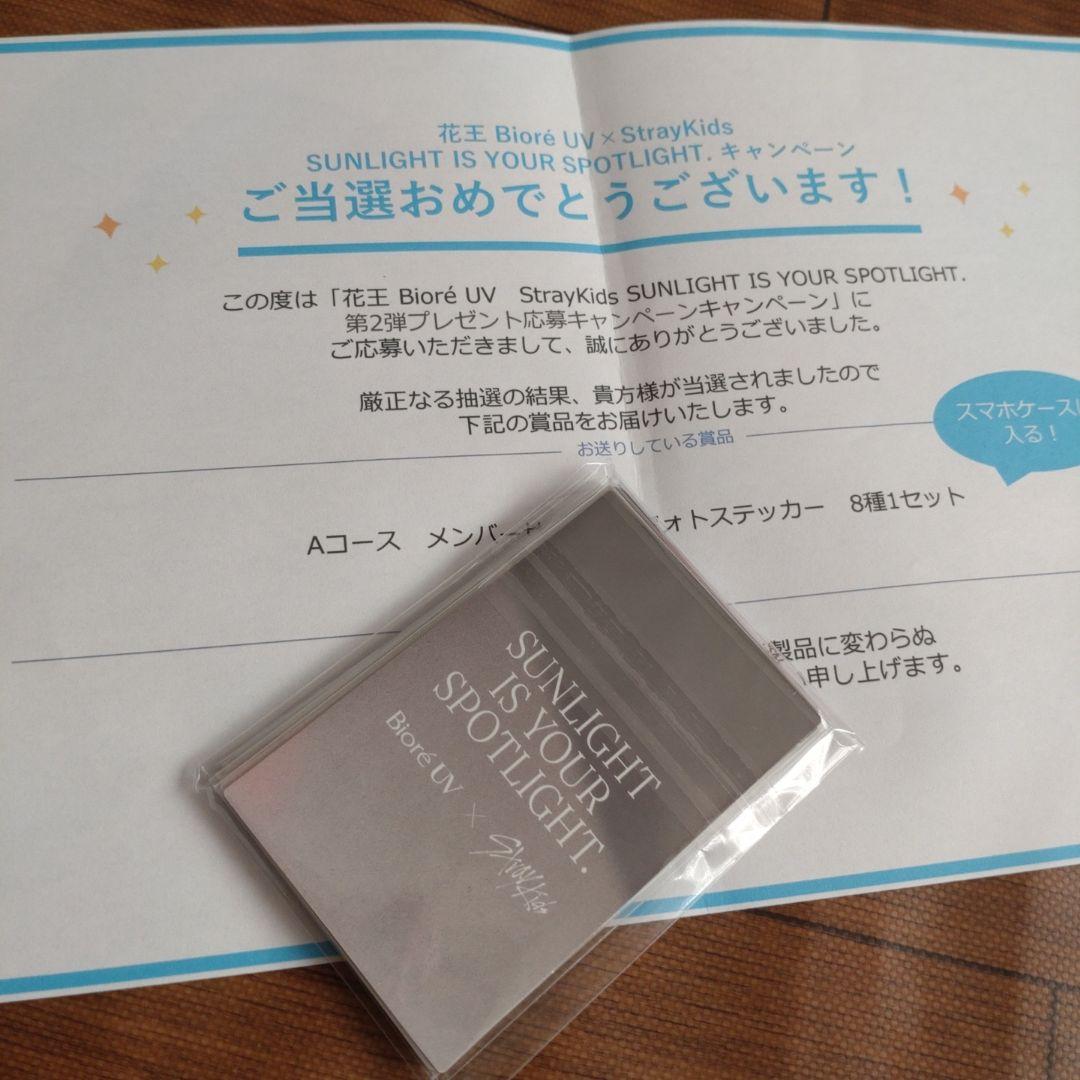 花王 Bioré UV×StrayKids
SUNLIGHT IS YOUR SPOTLIGHT. キャンペーン
ご当選おめでとうございます！
この度は「花王 Bioré UV　StrayKids SUNLIGHT IS YOUR SPOTLIGHT.
第2弾プレゼント応募キャンペーンキャンペーン」に
ご応募いただきまして、誠にありがとうございました。
厳正なる抽選の結果、貴方様が当選されましたので
下記の賞品をお届けいたします。
お送りしている賞品
スマホケースに
入る！
Aコース　メンバー
ォトステッカー　8種1セット
製品に変わらぬ
申し上げます。
SUNLIGHT
IS YOUR
SPOTLIGHT.
Bioré UV × StrayKids